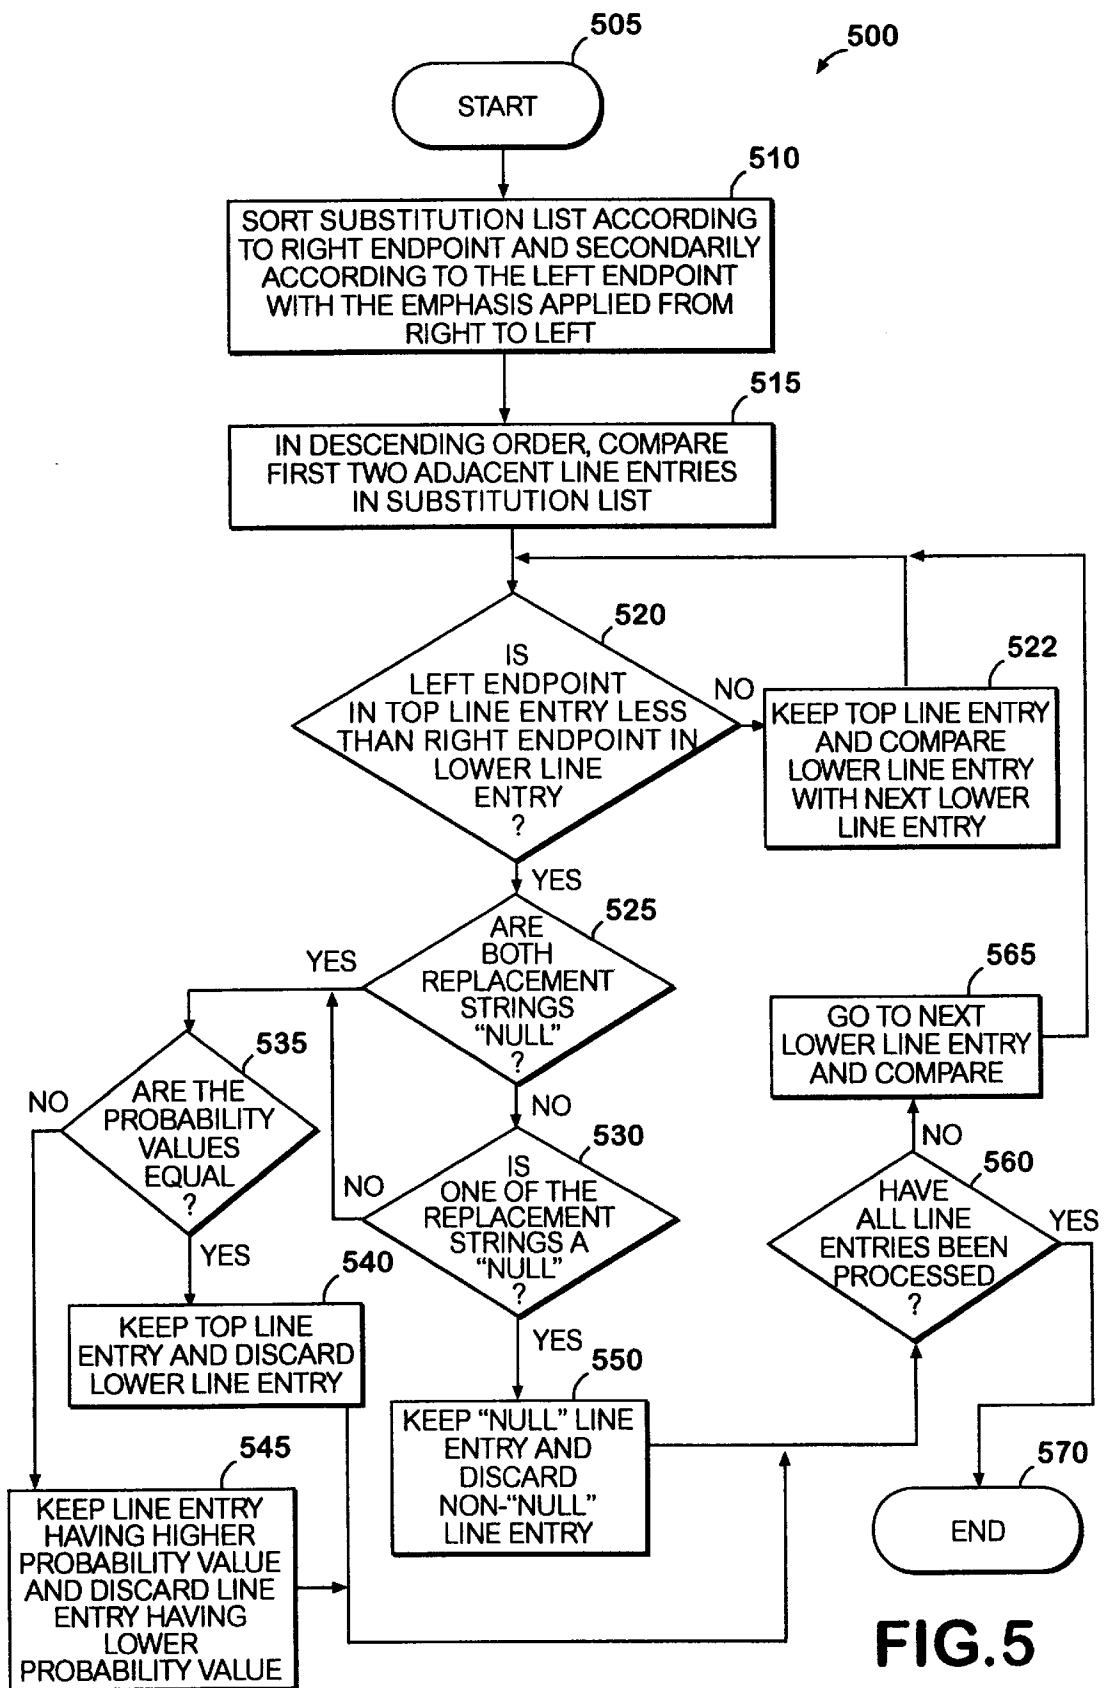 505
500
START
510
SORT SUBSTITUTION LIST ACCORDING
TO RIGHT ENDPOINT AND SECONDARILY
ACCORDING TO THE LEFT ENDPOINT
WITH THE EMPHASIS APPLIED FROM
RIGHT TO LEFT
515
IN DESCENDING ORDER, COMPARE
FIRST TWO ADJACENT LINE ENTRIES
IN SUBSTITUTION LIST
520
IS
LEFT ENDPOINT
IN TOP LINE ENTRY LESS
THAN RIGHT ENDPOINT IN
LOWER LINE
ENTRY
?
NO
522
KEEP TOP LINE ENTRY
AND COMPARE
LOWER LINE ENTRY
WITH NEXT LOWER
LINE ENTRY
YES
525
ARE
BOTH
REPLACEMENT
STRINGS
“NULL”
?
YES
NO
535
ARE THE
PROBABILITY
VALUES
EQUAL
?
NO
YES
530
IS
ONE OF THE
REPLACEMENT
STRINGS A
“NULL”
?
NO
YES
540
KEEP TOP LINE
ENTRY AND DISCARD
LOWER LINE ENTRY
545
KEEP LINE ENTRY
HAVING HIGHER
PROBABILITY VALUE
AND DISCARD LINE
ENTRY HAVING
LOWER
PROBABILITY VALUE
550
KEEP “NULL” LINE
ENTRY AND
DISCARD
NON-“NULL”
LINE ENTRY
565
GO TO NEXT
LOWER LINE ENTRY
AND COMPARE
NO
560
HAVE
ALL LINE
ENTRIES BEEN
PROCESSED
?
YES
570
END
FIG.5